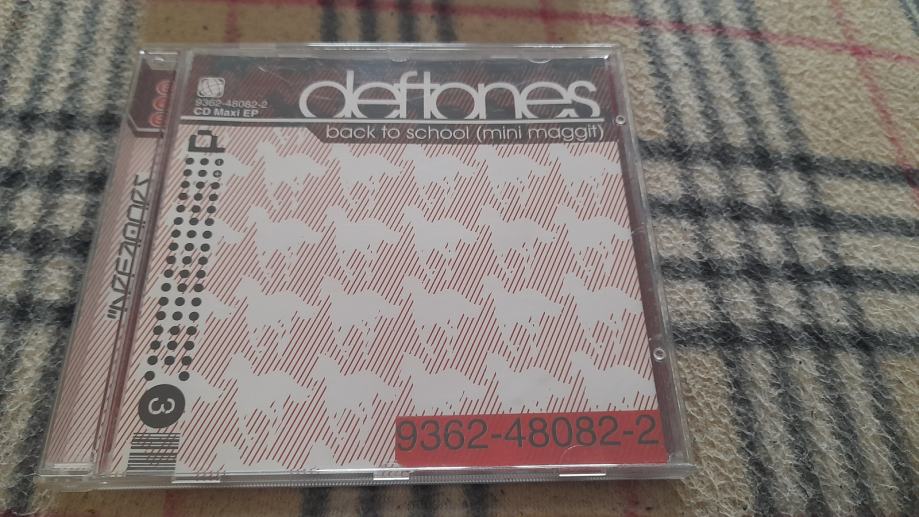 deftones
9362-48082-2
CD Maxi EP
back to school (mini maggit)
3
9362-48082-2